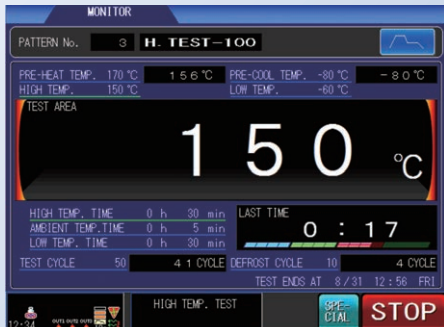 MONITOR
PATTERN No. 3 H. TEST-100
PRE-HEAT TEMP. 170 ℃ 156℃ PRE-COOL TEMP. -80 ℃ -80℃
HIGH TEMP. 150 ℃ LOW TEMP. -60 ℃
TEST AREA
150 ℃
HIGH TEMP. TIME 0 h 30 min
AMBIENT TEMP.TIME 0 h 5 min
LOW TEMP. TIME 0 h 30 min
LAST TIME
0 : 17
TEST CYCLE 50 41 CYCLE DEFROST CYCLE 10 4 CYCLE
TEST ENDS AT 8/31 12:56 FRI
12:34 OUT1 OUT2 OUT3 HIGH TEMP. TEST SPE-CIAL STOP